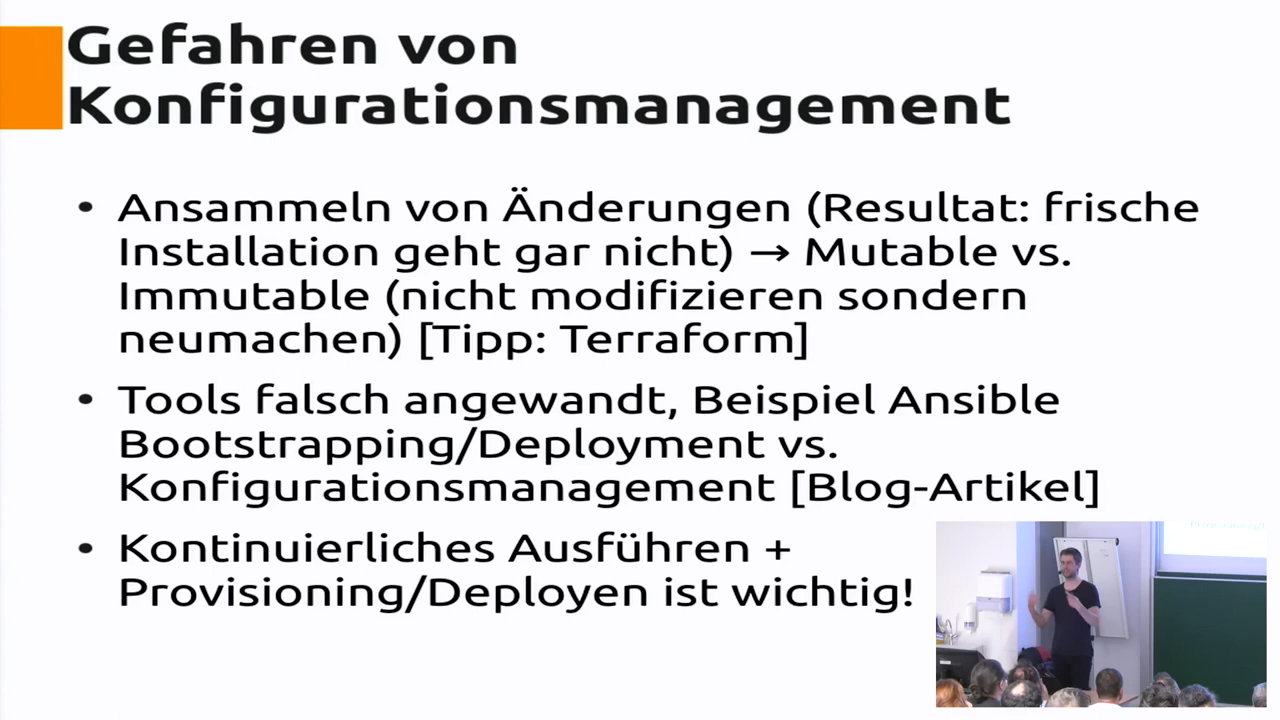 Gefahren von
Konfigurationsmanagement
• Ansammeln von Änderungen (Resultat: frische
Installation geht gar nicht) → Mutable vs.
Immutable (nicht modifizieren sondern
neumachen) [Tipp: Terraform]
• Tools falsch angewandt, Beispiel Ansible
Bootstrapping/Deployment vs.
Konfigurationsmanagement [Blog-Artikel]
• Kontinuierliches Ausführen +
Provisioning/Deployen ist wichtig!